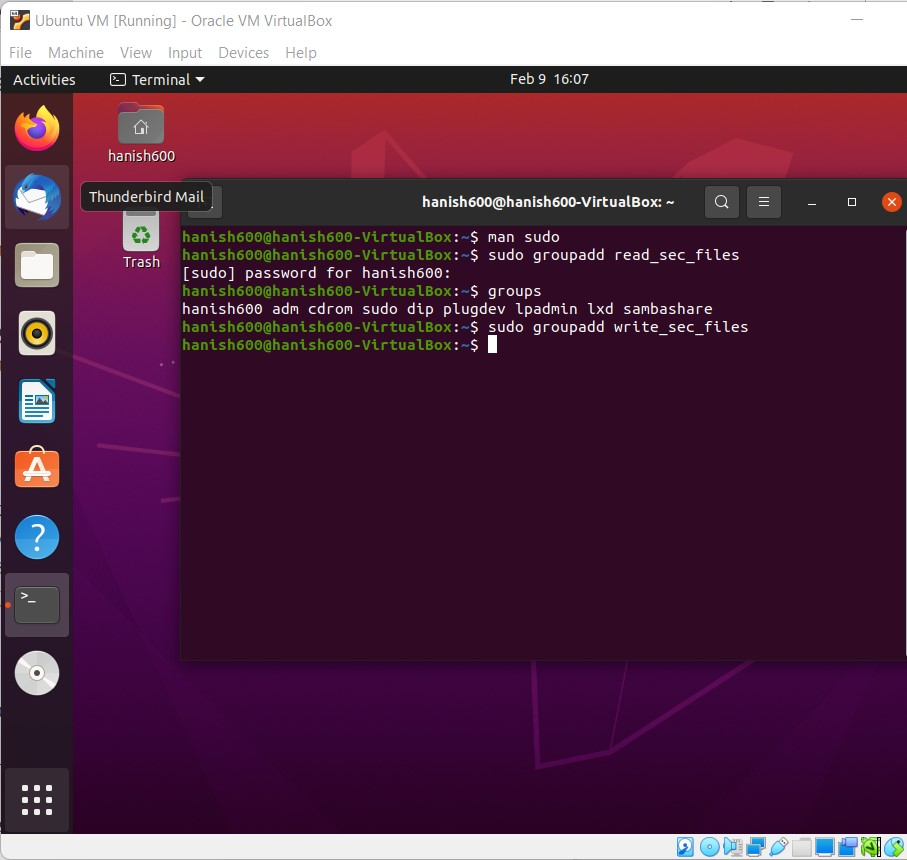 Ubuntu VM [Running] - Oracle VM VirtualBox
File Machine View Input Devices Help
Activities Terminal Feb 9 16:07
hanish600
Thunderbird Mail
Trash
hanish600@hanish600-VirtualBox: ~
hanish600@hanish600-VirtualBox:~$ man sudo
hanish600@hanish600-VirtualBox:~$ sudo groupadd read_sec_files
[sudo] password for hanish600:
hanish600@hanish600-VirtualBox:~$ groups
hanish600 adm cdrom sudo dip plugdev lpadmin lxd sambashare
hanish600@hanish600-VirtualBox:~$ sudo groupadd write_sec_files
hanish600@hanish600-VirtualBox:~$